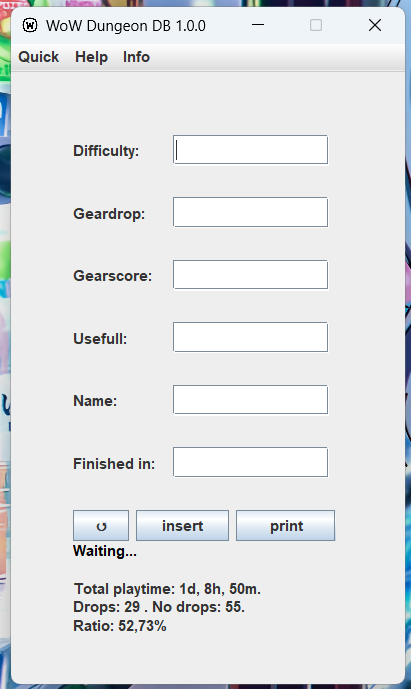 WoW Dungeon DB 1.0.0
Quick Help Info
Difficulty:
Geardrop:
Gearscore:
Usefull:
Name:
Finished in:
↺ insert print
Waiting...
Total playtime: 1d, 8h, 50m.
Drops: 29 . No drops: 55.
Ratio: 52,73%